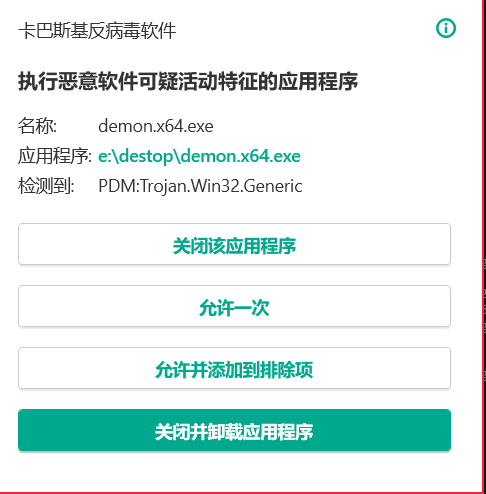 卡巴斯基反病毒软件
执行恶意软件可疑活动特征的应用程序
名称: demon.x64.exe
应用程序: e:\destop\demon.x64.exe
检测到: PDM:Trojan.Win32.Generic
关闭该应用程序
允许一次
允许并添加到排除项
关闭并卸载应用程序